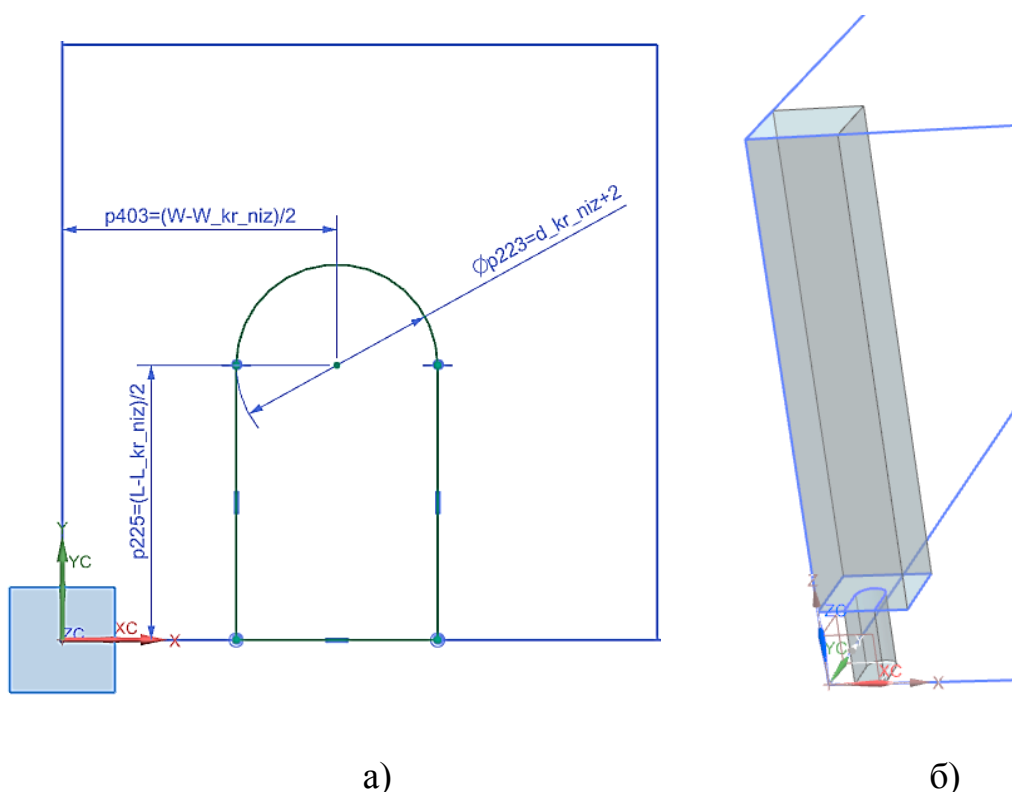 p403=(W-W_kr_niz)/2
ϕp223=d_kr_niz+2
p225=(L-L_kr_niz)/2
Y
YC
ZC
XC
X
Z
ZC
Y
YC
XC
X
а)
б)